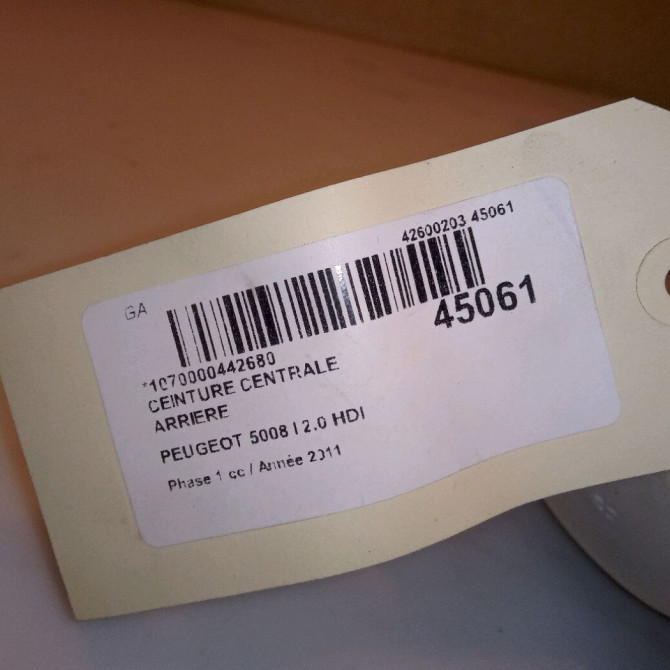 42600203 45061
GA
45061
*1070000442680
CEINTURE CENTRALE
ARRIERE
PEUGEOT 5008 I 2.0 HDI
Phase 1 cc / Année 2011